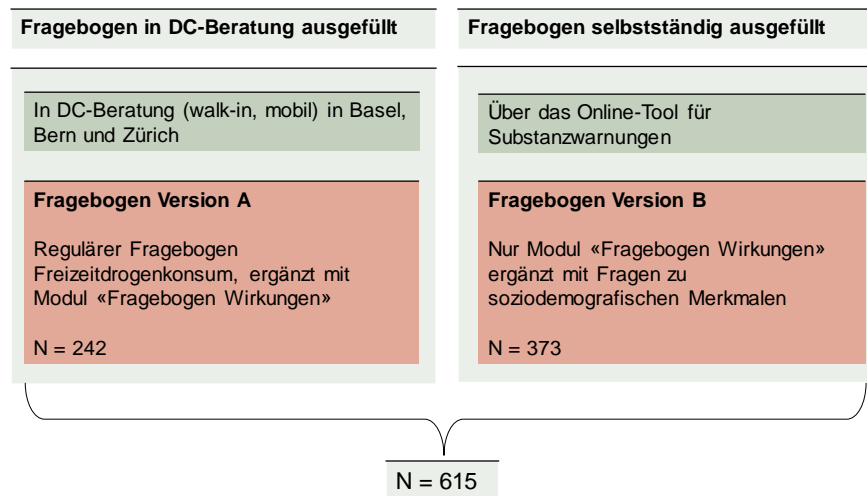 Fragebogen in DC-Beratung ausgefüllt
In DC-Beratung (walk-in, mobil) in Basel,
Bern und Zürich
Fragebogen Version A
Regulärer Fragebogen
Freizeitdrogenkonsum, ergänzt mit
Modul «Fragebogen Wirkungen»
N = 242
Fragebogen selbstständig ausgefüllt
Über das Online-Tool für
Substanzwarnungen
Fragebogen Version B
Nur Modul «Fragebogen Wirkungen»
ergänzt mit Fragen zu
soziodemografischen Merkmalen
N = 373
N = 615